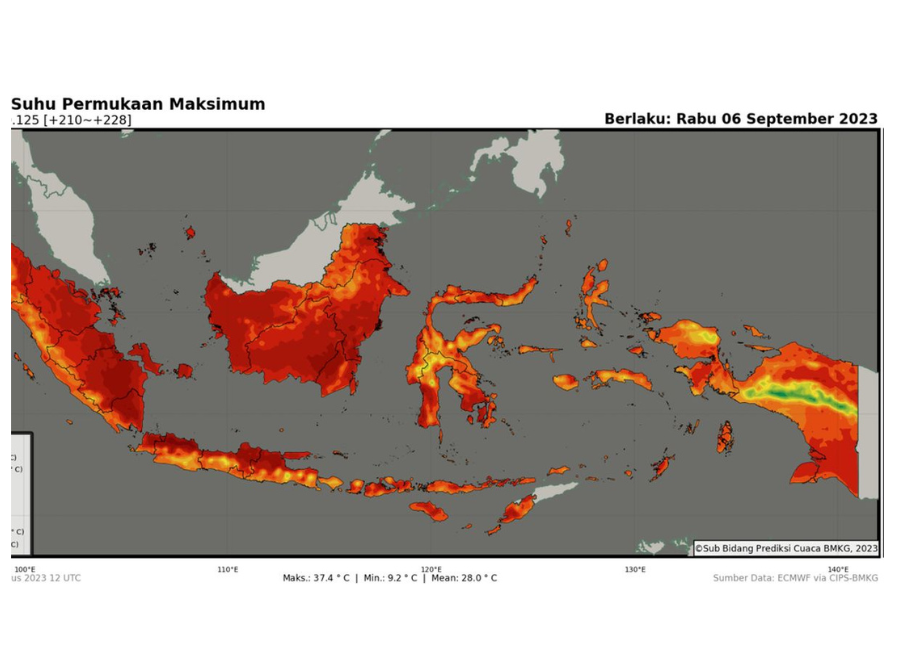 Suhu Permukaan Maksimum
.125 [+210~+228]
Berlaku: Rabu 06 September 2023
° C)
° C)
C)
©Sub Bidang Prediksi Cuaca BMKG, 2023
100°E 110°E 120°E 130°E 140°E
us 2023 12 UTC
Maks.: 37.4 ° C | Min.: 9.2 ° C | Mean: 28.0 ° C
Sumber Data: ECMWF via CIPS-BMKG